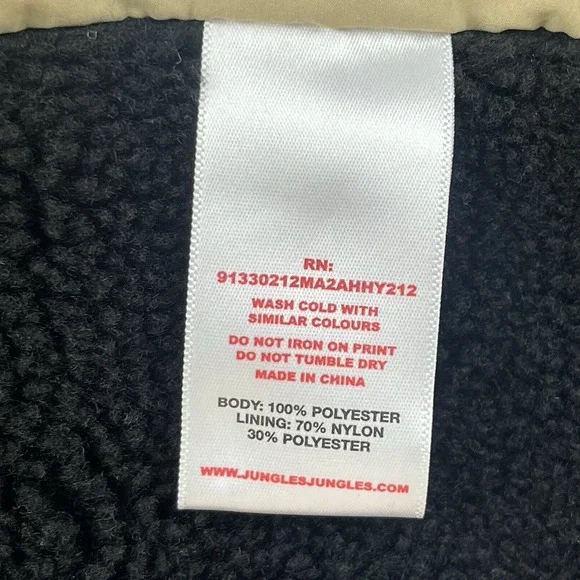 RN:
91330212MA2AHHY212
WASH COLD WITH
SIMILAR COLOURS
DO NOT IRON ON PRINT
DO NOT TUMBLE DRY
MADE IN CHINA
BODY: 100% POLYESTER
LINING: 70% NYLON
30% POLYESTER
WWW.JUNGLESJUNGLES.COM